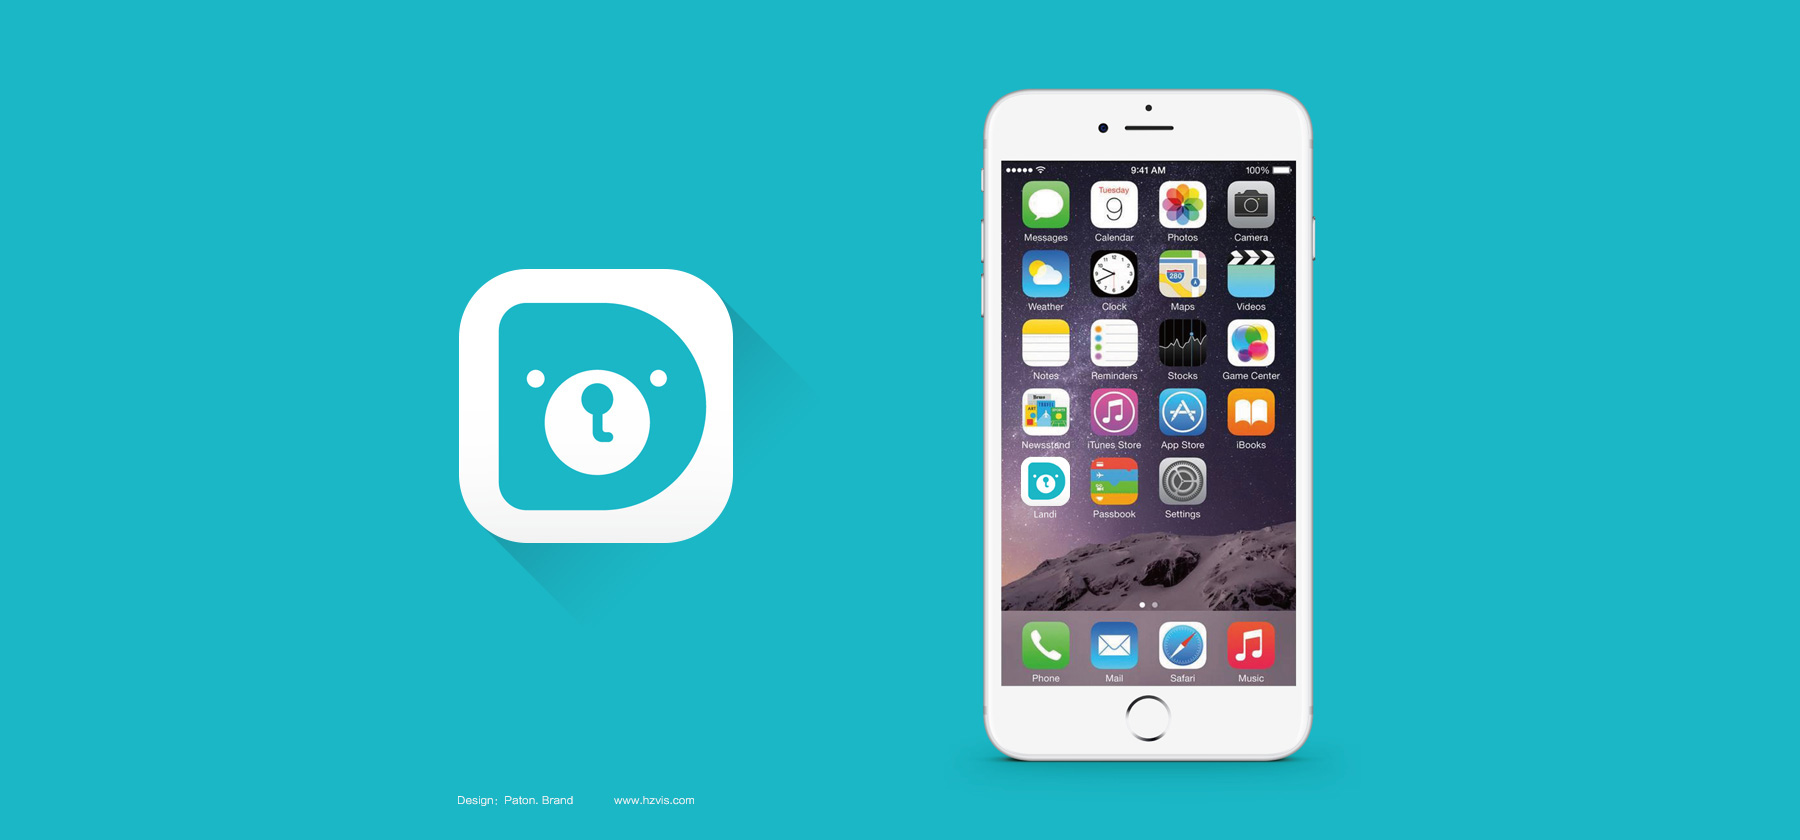 9:41 AM 100%
Tuesday
9
Messages Calendar Photos Camera
280
Weather Clock Maps Videos
Notes Reminders Stocks Game Center
Newsstand iTunes Store App Store iBooks
Landi Passbook Settings
Phone Mail Safari Music
Design: Paton. Brand www.hzvis.com